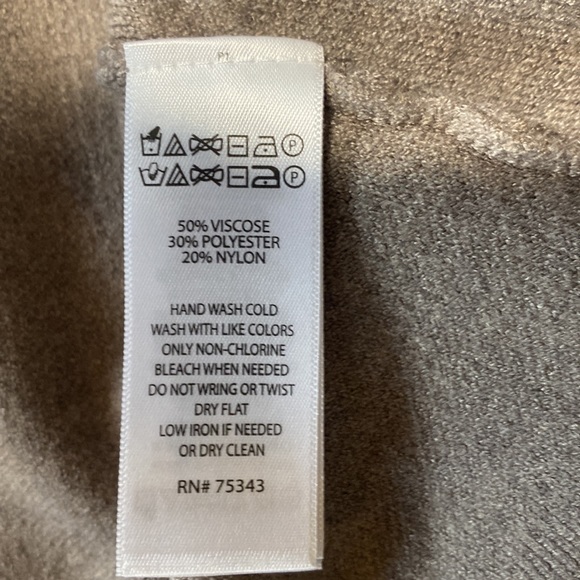 P1
P
P
50% VISCOSE
30% POLYESTER
20% NYLON
HAND WASH COLD
WASH WITH LIKE COLORS
ONLY NON-CHLORINE
BLEACH WHEN NEEDED
DO NOT WRING OR TWIST
DRY FLAT
LOW IRON IF NEEDED
OR DRY CLEAN
RN# 75343